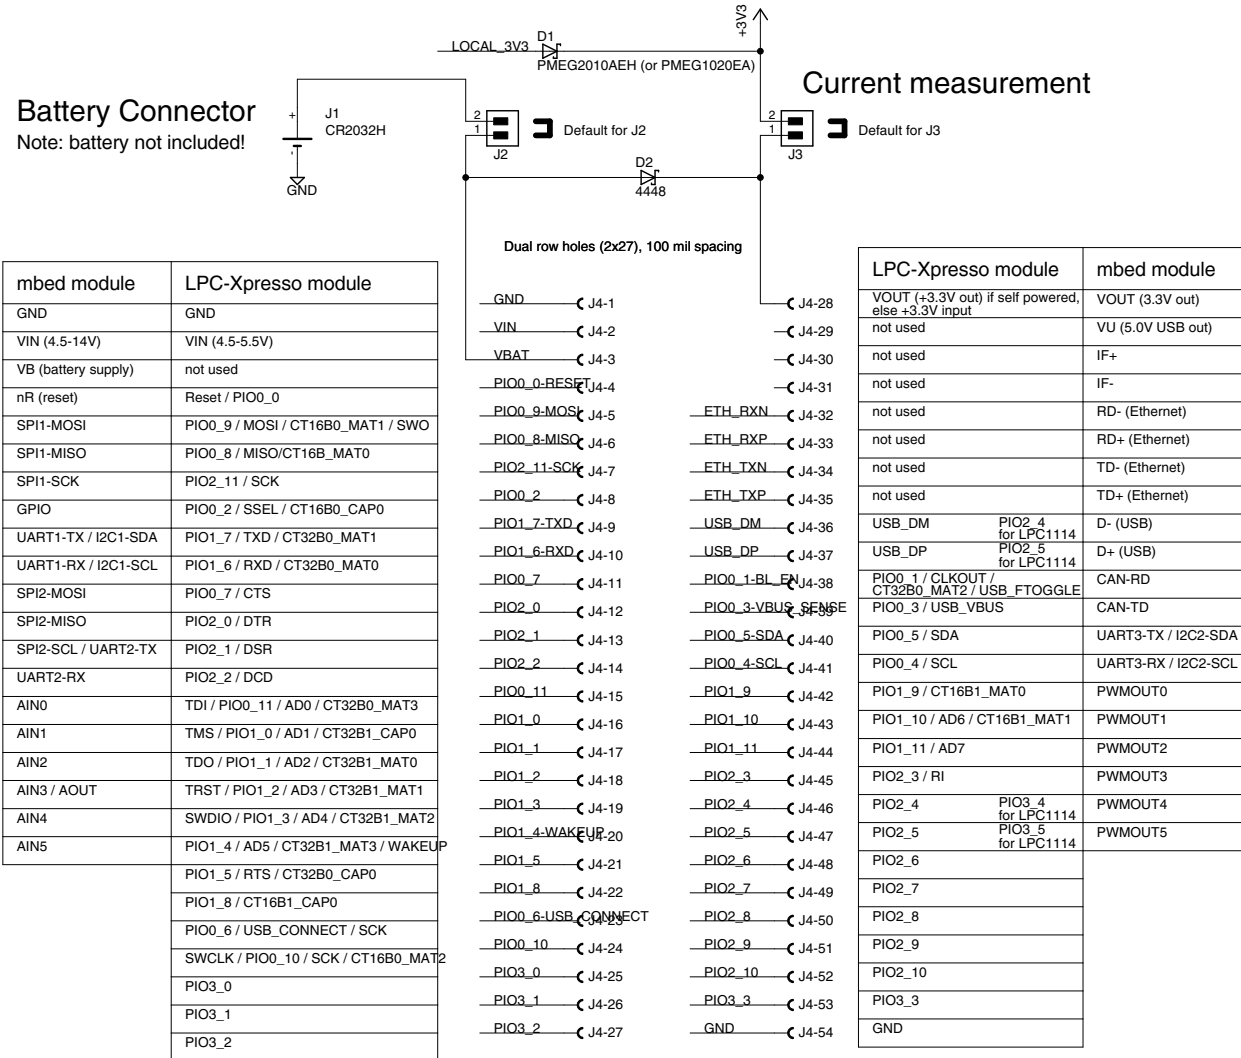 +3V3
LOCAL_3V3
D1
PMEG2010AEH (or PMEG1020EA)
Current measurement
Battery Connector
Note: battery not included!
+
-
J1
CR2032H
GND
2
1
J2
Default for J2
2
1
J3
Default for J3
D2
4448
Dual row holes (2x27), 100 mil spacing
mbed module LPC-Xpresso module
GND GND
VIN (4.5-14V) VIN (4.5-5.5V)
VB (battery supply) not used
nR (reset) Reset / PIO0_0
SPI1-MOSI PIO0_9 / MOSI / CT16B0_MAT1 / SWO
SPI1-MISO PIO0_8 / MISO/CT16B_MAT0
SPI1-SCK PIO2_11 / SCK
GPIO PIO0_2 / SSEL / CT16B0_CAP0
UART1-TX / I2C1-SDA PIO1_7 / TXD / CT32B0_MAT1
UART1-RX / I2C1-SCL PIO1_6 / RXD / CT32B0_MAT0
SPI2-MOSI PIO0_7 / CTS
SPI2-MISO PIO2_0 / DTR
SPI2-SCL / UART2-TX PIO2_1 / DSR
UART2-RX PIO2_2 / DCD
AIN0 TDI / PIO0_11 / AD0 / CT32B0_MAT3
AIN1 TMS / PIO1_0 / AD1 / CT32B1_CAP0
AIN2 TDO / PIO1_1 / AD2 / CT32B1_MAT0
AIN3 / AOUT TRST / PIO1_2 / AD3 / CT32B1_MAT1
AIN4 SWDIO / PIO1_3 / AD4 / CT32B1_MAT2
AIN5 PIO1_4 / AD5 / CT32B1_MAT3 / WAKEUP
PIO1_5 / RTS / CT32B0_CAP0
PIO1_8 / CT16B1_CAP0
PIO0_6 / USB_CONNECT / SCK
SWCLK / PIO0_10 / SCK / CT16B0_MAT2
PIO3_0
PIO3_1
PIO3_2
GND J4-1
VIN J4-2
VBAT J4-3
PIO0_0-RESET J4-4
PIO0_9-MOSI J4-5
PIO0_8-MISO J4-6
PIO2_11-SCK J4-7
PIO0_2 J4-8
PIO1_7-TXD J4-9
PIO1_6-RXD J4-10
PIO0_7 J4-11
PIO2_0 J4-12
PIO2_1 J4-13
PIO2_2 J4-14
PIO0_11 J4-15
PIO1_0 J4-16
PIO1_1 J4-17
PIO1_2 J4-18
PIO1_3 J4-19
PIO1_4-WAKEUP J4-20
PIO1_5 J4-21
PIO1_8 J4-22
PIO0_6-USB_CONNECT J4-23
PIO0_10 J4-24
PIO3_0 J4-25
PIO3_1 J4-26
PIO3_2 J4-27
J4-28
J4-29
J4-30
J4-31
ETH_RXN J4-32
ETH_RXP J4-33
ETH_TXN J4-34
ETH_TXP J4-35
USB_DM J4-36
USB_DP J4-37
PIO0_1-BL_EN J4-38
PIO0_3-VBUS_SENSE J4-39
PIO0_5-SDA J4-40
PIO0_4-SCL J4-41
PIO1_9 J4-42
PIO1_10 J4-43
PIO1_11 J4-44
PIO2_3 J4-45
PIO2_4 J4-46
PIO2_5 J4-47
PIO2_6 J4-48
PIO2_7 J4-49
PIO2_8 J4-50
PIO2_9 J4-51
PIO2_10 J4-52
PIO3_3 J4-53
GND J4-54
LPC-Xpresso module mbed module
VOUT (+3.3V out) if self powered,
else +3.3V input
VOUT (3.3V out)
not used VU (5.0V USB out)
not used IF+
not used IF-
not used RD- (Ethernet)
not used RD+ (Ethernet)
not used TD- (Ethernet)
not used TD+ (Ethernet)
USB_DM PIO2_4
for LPC1114
D- (USB)
USB_DP PIO2_5
for LPC1114
D+ (USB)
PIO0_1 / CLKOUT /
CT32B0_MAT2 / USB_FTOGGLE
CAN-RD
PIO0_3 / USB_VBUS CAN-TD
PIO0_5 / SDA UART3-TX / I2C2-SDA
PIO0_4 / SCL UART3-RX / I2C2-SCL
PIO1_9 / CT16B1_MAT0 PWMOUT0
PIO1_10 / AD6 / CT16B1_MAT1 PWMOUT1
PIO1_11 / AD7 PWMOUT2
PIO2_3 / RI PWMOUT3
PIO2_4 PIO3_4
for LPC1114
PWMOUT4
PIO2_5 PIO3_5
for LPC1114
PWMOUT5
PIO2_6
PIO2_7
PIO2_8
PIO2_9
PIO2_10
PIO3_3
GND